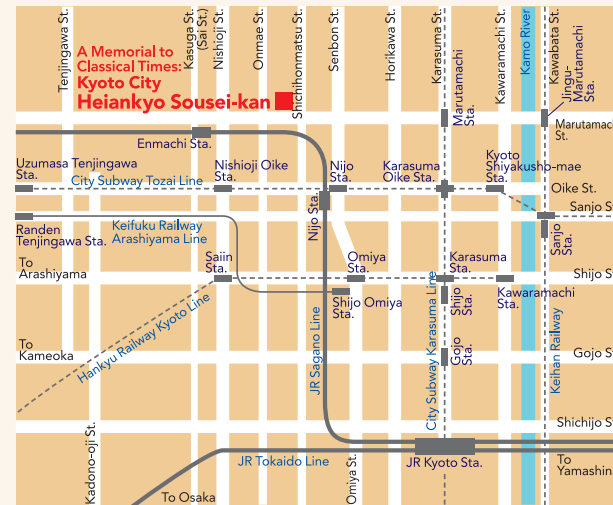 Tenjingawa St.
Kasuga St.
(Sai St.)
Nishioji St.
Onmae St.
Shichihonmatsu St.
Senbon St.
Horikawa St.
Karasuma St.
Kawaramachi St.
Kamo River
Kawabata St.
A Memorial to
Classical Times:
Kyoto City
Heiankyo Sousei-kan
Marutamachi
Sta.
Jingu-
Marutamachi
Sta.
Marutamach
St.
Enmachi Sta.
Uzumasa Tenjingawa
Sta.
Nishioji Oike
Sta.
Nijo
Sta.
Karasuma
Oike Sta.
Kyoto
Shiyakusho-mae
Sta.
City Subway Tozai Line
Oike St.
Sanjo St
Randen
Tenjingawa Sta.
Keifuku Railway
Arashiyama Line
Nijo Sta.
Sanjo Sta.
To
Arashiyama
Saiin
Sta.
Omiya
Sta.
Karasuma
Sta.
Shijo S
Shijo Omiya
Sta.
Shijo
Sta.
Kawaramachi
Sta.
Hankyu Railway Kyoto Line
JR Sagano Line
City Subway Karasuma Line
Gojo
Sta.
Keihan Railway
To
Kameoka
Gojo S
Shichijo S
Kadono-oji St.
JR Tokaido Line
Omiya St.
JR Kyoto Sta.
To
Yamashin
To Osaka